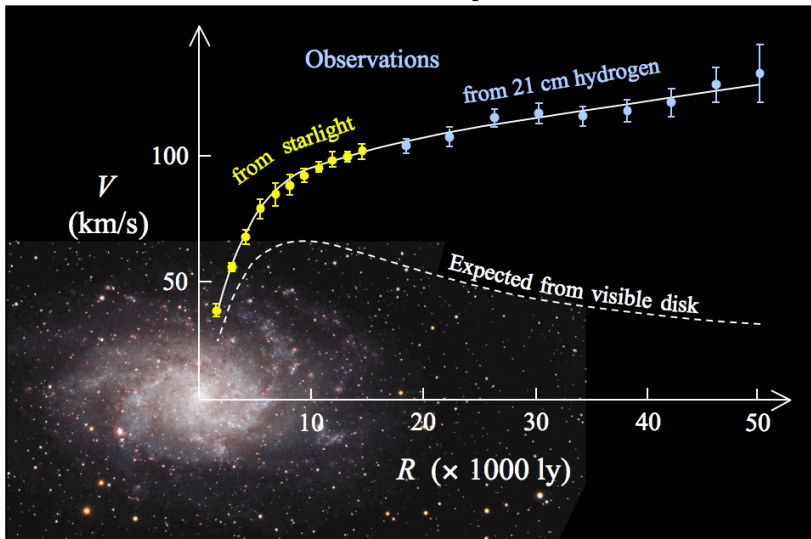 Observations
from 21 cm hydrogen
from starlight
100
V
(km/s)
50
Expected from visible disk
10 20 30 40 50
R (× 1000 ly)